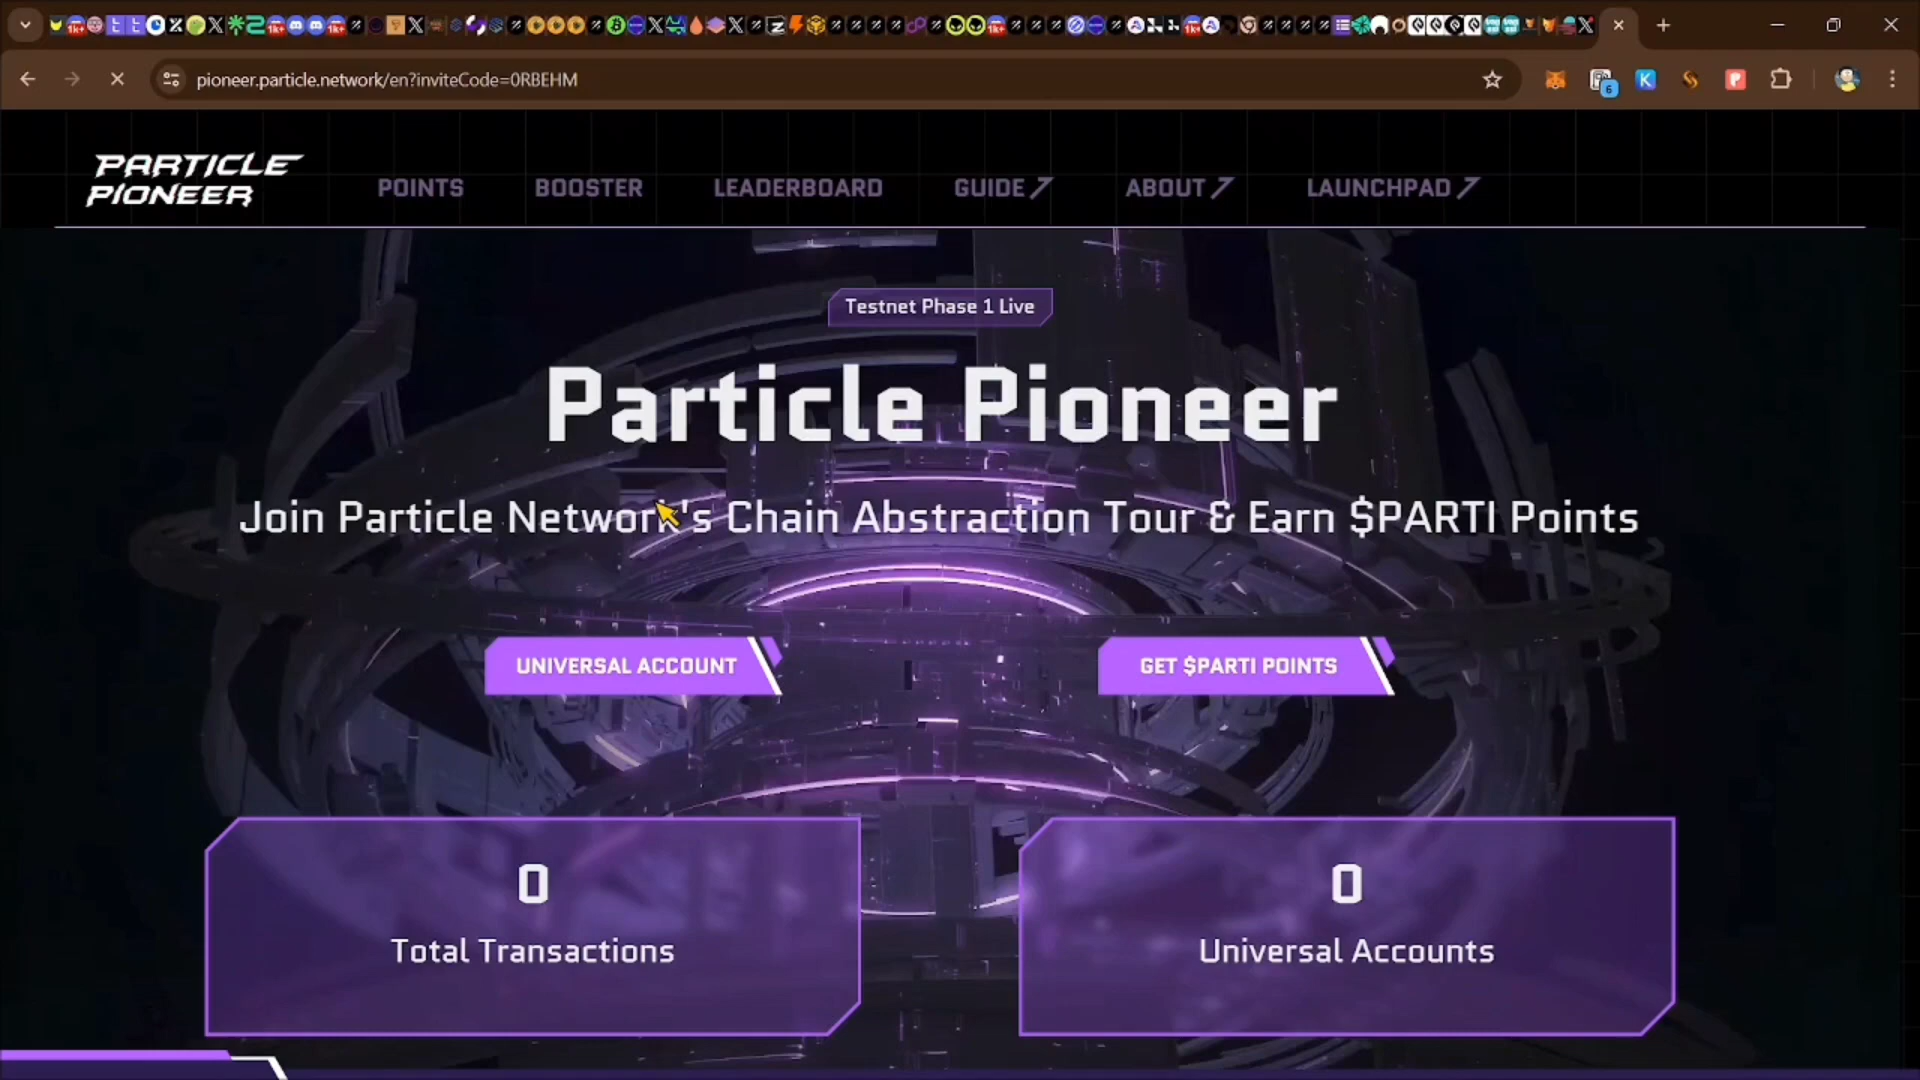 pioneer.particle.network/en?inviteCode=0RBEHM
6
PARTICLE
PIONEER
POINTS
BOOSTER
LEADERBOARD
GUIDE
ABOUT
LAUNCHPAD
Testnet Phase 1 Live
Particle Pioneer
Join Particle Network's Chain Abstraction Tour & Earn $PARTI Points
UNIVERSAL ACCOUNT
GET $PARTI POINTS
0
Total Transactions
0
Universal Accounts